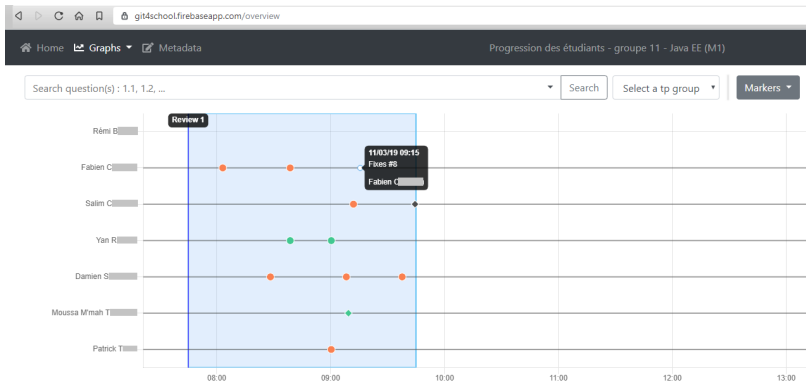 git4school.firebaseapp.com/overview
Home Graphs Metadata Progression des étudiants - groupe 11 - Java EE (M1)
Search question(s) : 1.1, 1.2, ... Search Select a tp group Markers
Review 1
Rémi B
11/03/19 09:15
Fixes #8
Fabien C
Fabien C
Salim C
Yan R
Damien S
Moussa M'mah T
Patrick T
08:00 09:00 10:00 11:00 12:00 13:00